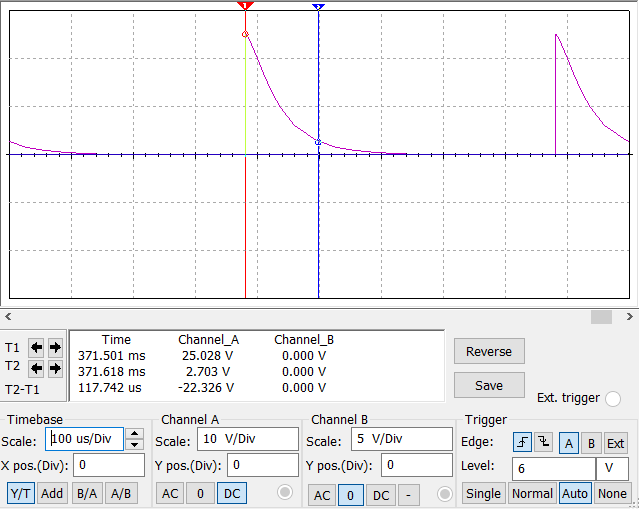 1
2
T1
T2
T2-T1
Time Channel_A Channel_B
371.501 ms 25.028 V 0.000 V
371.618 ms 2.703 V 0.000 V
117.742 us -22.326 V 0.000 V
Reverse
Save
Ext. trigger
Timebase
Scale: 100 us/Div
X pos.(Div): 0
Y/T Add B/A A/B
Channel A
Scale: 10 V/Div
Y pos.(Div): 0
AC 0 DC
Channel B
Scale: 5 V/Div
Y pos.(Div): 0
AC 0 DC -
Trigger
Edge: A B Ext
Level: 6 V
Single Normal Auto None